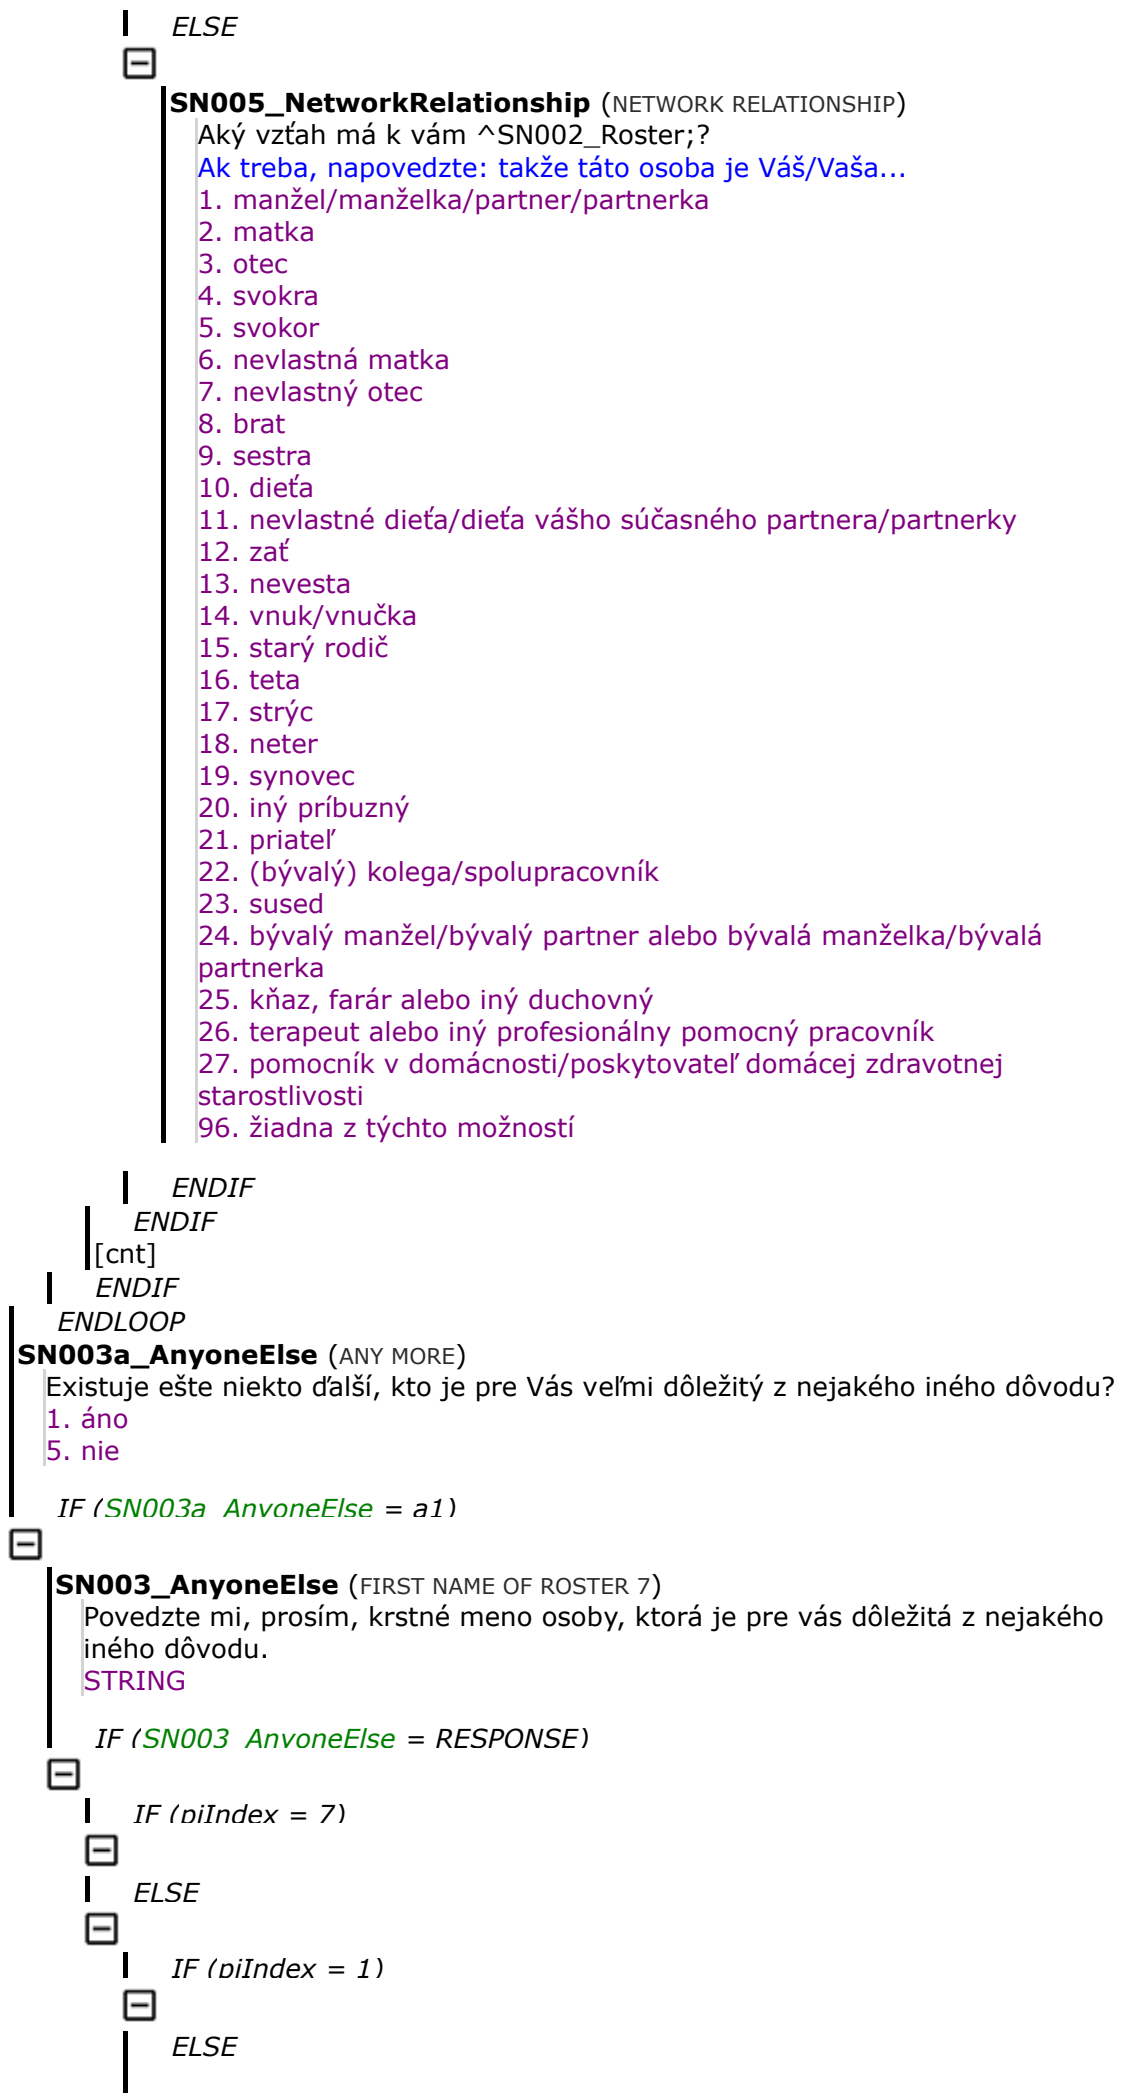 ELSE
SN005_NetworkRelationship (NETWORK RELATIONSHIP)
Aký vzťah má k vám ^SN002_Roster;?
Ak treba, napovedzte: takže táto osoba je Váš/Vaša...
1. manžel/manželka/partner/partnerka
2. matka
3. otec
4. svokra
5. svokor
6. nevlastná matka
7. nevlastný otec
8. brat
9. sestra
10. dieťa
11. nevlastné dieťa/dieťa vášho súčasného partnera/partnerky
12. zať
13. nevesta
14. vnuk/vnučka
15. starý rodič
16. teta
17. strýc
18. neter
19. synovec
20. iný príbuzný
21. priateľ
22. (bývalý) kolega/spolupracovník
23. sused
24. bývalý manžel/bývalý partner alebo bývalá manželka/bývalá
partnerka
25. kňaz, farár alebo iný duchovný
26. terapeut alebo iný profesionálny pomocný pracovník
27. pomocník v domácnosti/poskytovateľ domácej zdravotnej
starostlivosti
96. žiadna z týchto možností
ENDIF
ENDIF
[cnt]
ENDIF
ENDLOOP
SN003a_AnyoneElse (ANY MORE)
Existuje ešte niekto ďalší, kto je pre Vás veľmi dôležitý z nejakého iného dôvodu?
1. áno
5. nie
IF (SN003a_AnyoneElse = a1)
SN003_AnyoneElse (FIRST NAME OF ROSTER 7)
Povedzte mi, prosím, krstné meno osoby, ktorá je pre vás dôležitá z nejakého
iného dôvodu.
STRING
IF (SN003_AnyoneElse = RESPONSE)
IF (piIndex = 7)
ELSE
IF (piIndex = 1)
ELSE